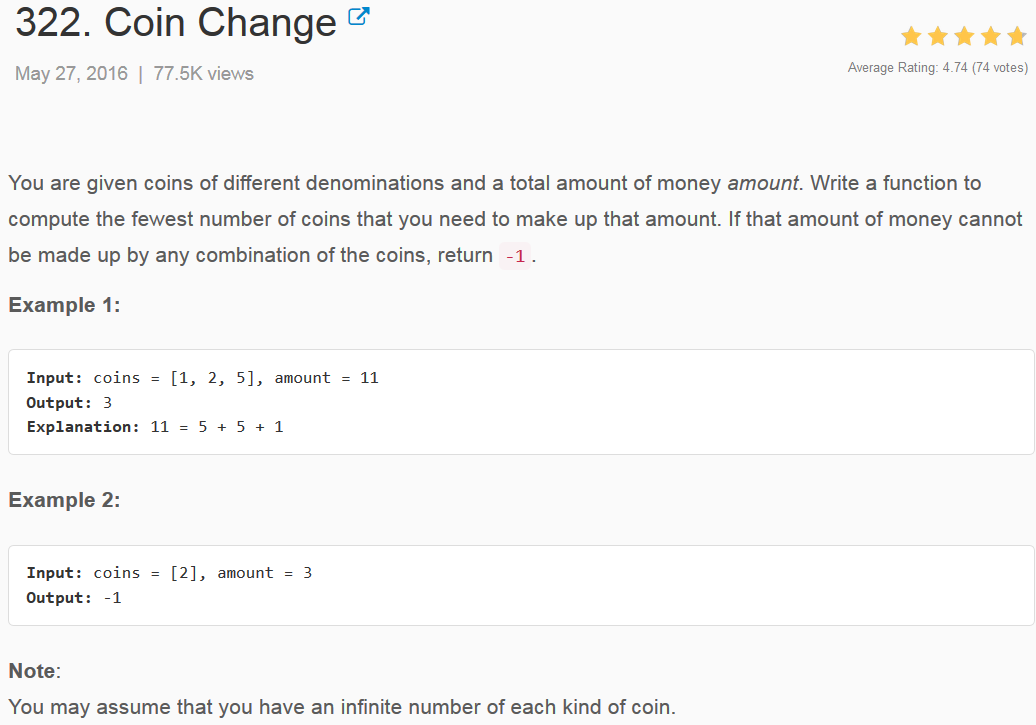 322. Coin Change
May 27, 2016 | 77.5K views
Average Rating: 4.74 (74 votes)
You are given coins of different denominations and a total amount of money amount. Write a function to
compute the fewest number of coins that you need to make up that amount. If that amount of money cannot
be made up by any combination of the coins, return -1.
Example 1:
Input: coins = [1, 2, 5], amount = 11
Output: 3
Explanation: 11 = 5 + 5 + 1
Example 2:
Input: coins = [2], amount = 3
Output: -1
Note:
You may assume that you have an infinite number of each kind of coin.